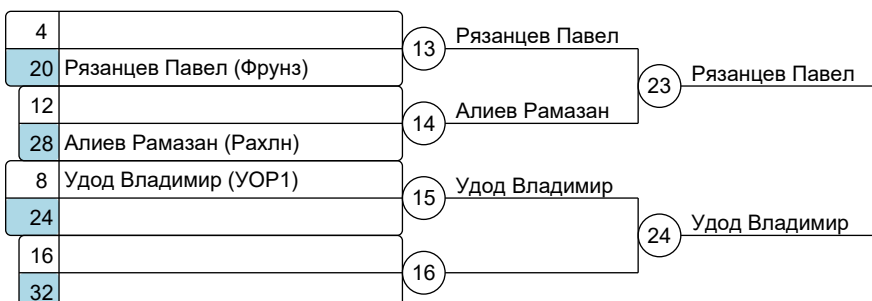 4
13 Рязанцев Павел
20 Рязанцев Павел (Фрунз)
23 Рязанцев Павел
12
14 Алиев Рамазан
28 Алиев Рамазан (Рахлн)
8 Удод Владимир (УОР1)
15 Удод Владимир
24
24 Удод Владимир
16
16
32